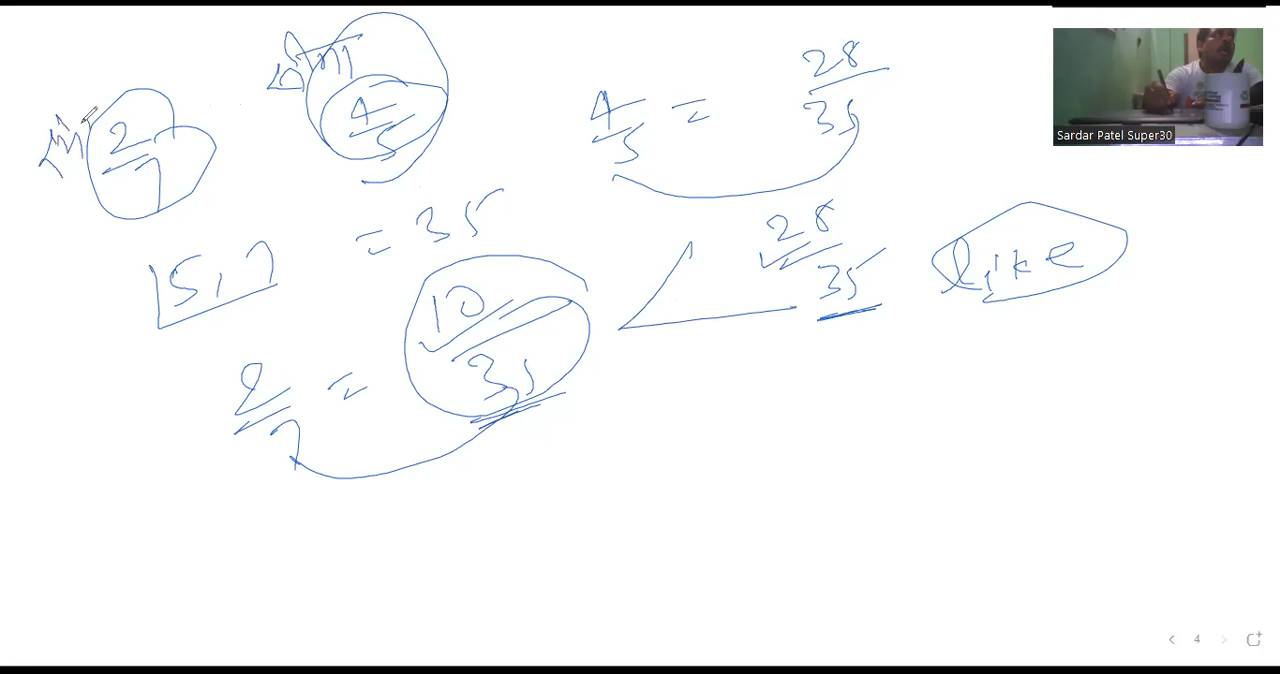 2/7
4/5
4/5 = 28/35
5, 7 = 35
28/35
like
2/7 = 10/35
Sardar Patel Super30
4